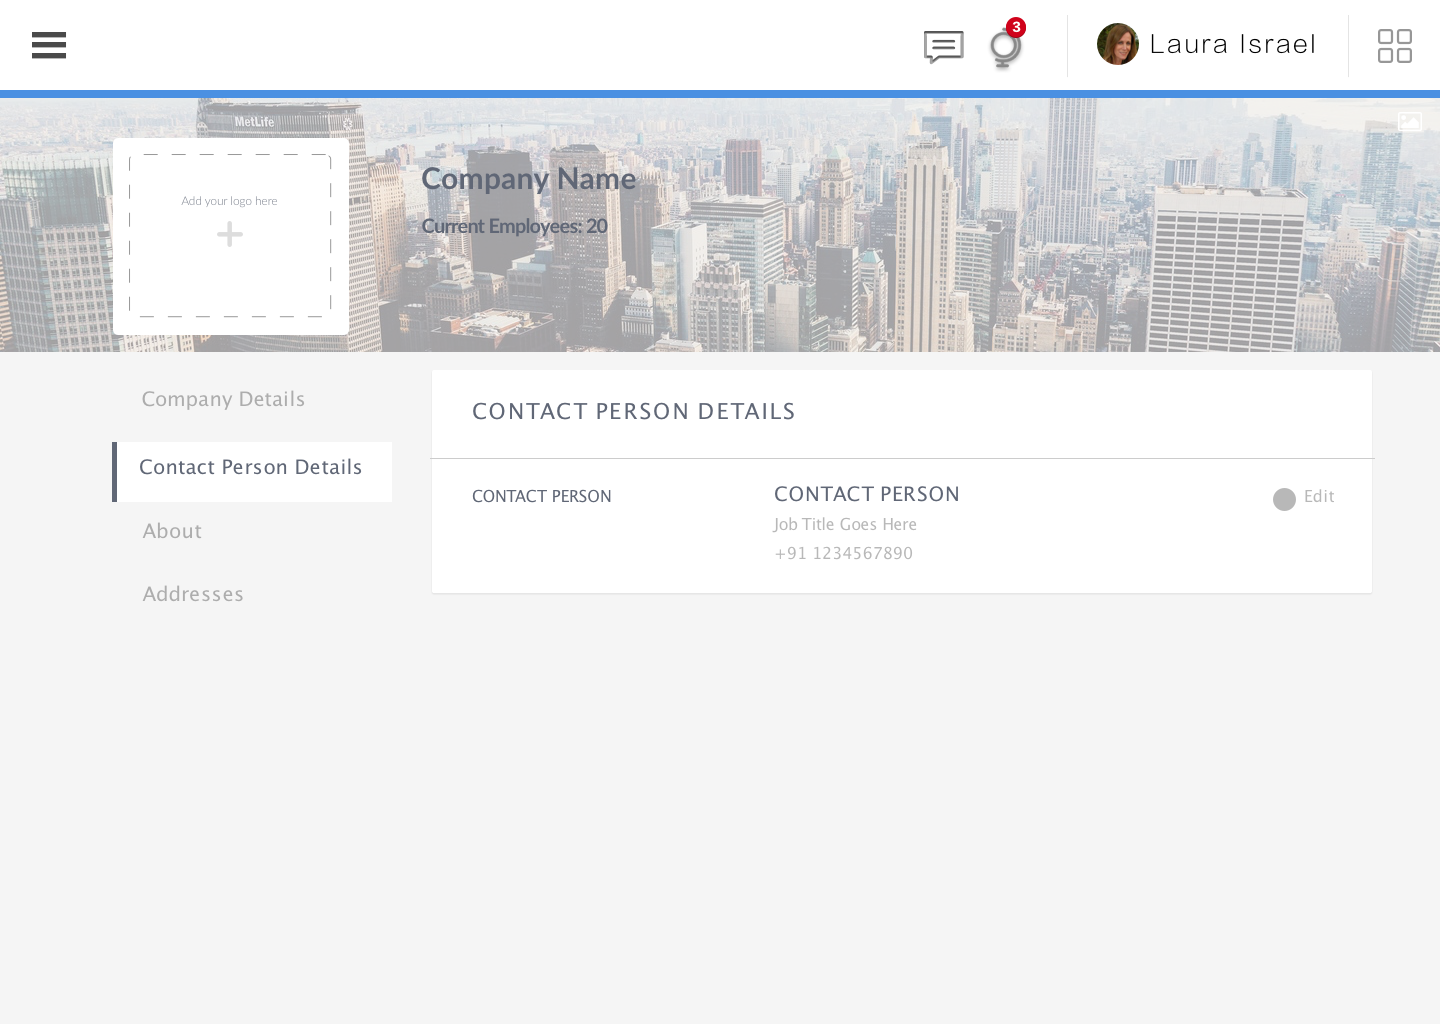 3
Laura Israel
MetLife
Add your logo here
Company Name
Current Employees: 20
Company Details
Contact Person Details
About
Addresses
CONTACT PERSON DETAILS
CONTACT PERSON
CONTACT PERSON
Job Title Goes Here
+91 1234567890
Edit